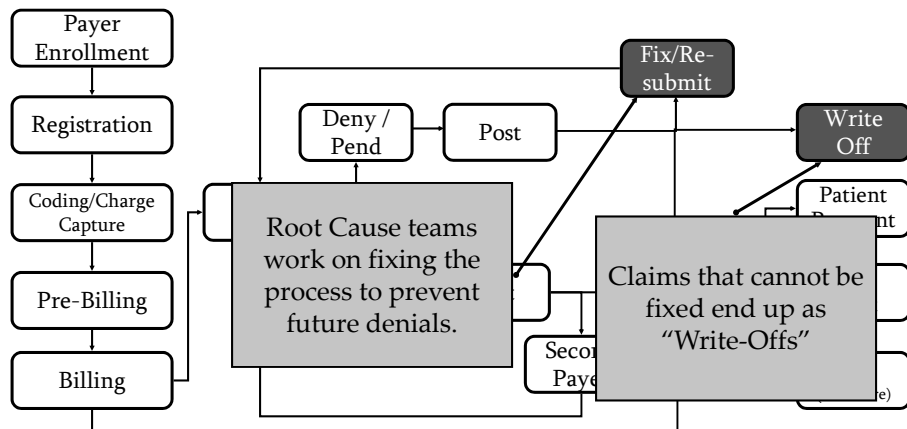 Payer
Enrollment
Registration
Coding/Charge
Capture
Pre-Billing
Billing
Deny /
Pend
Post
Fix/Re-
submit
Write
Off
Patient
Root Cause teams
work on fixing the
process to prevent
future denials.
Claims that cannot be
fixed end up as
“Write-Offs”